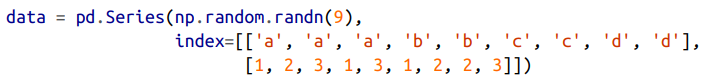 data = pd.Series(np.random.randn(9),
index=[['a', 'a', 'a', 'b', 'b', 'c', 'c', 'd', 'd'],
[1, 2, 3, 1, 3, 1, 2, 2, 3]])